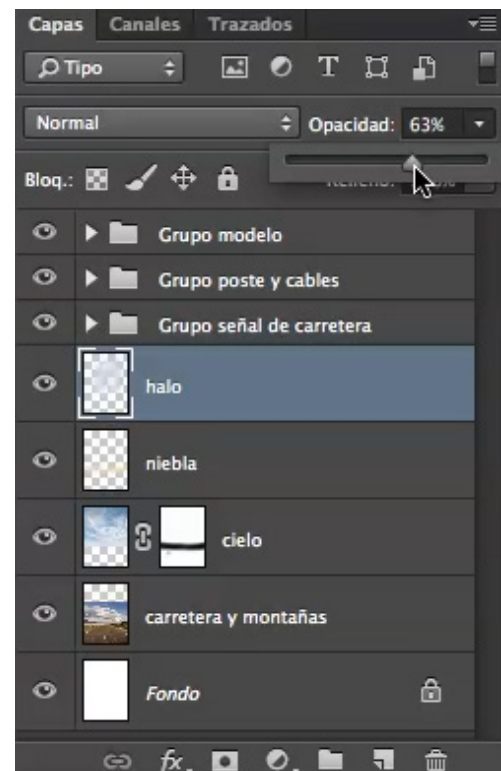 Capas Canales Trazados
Tipo T
Normal Opacidad: 63%
Bloq.:
Grupo modelo
Grupo poste y cables
Grupo señal de carretera
halo
niebla
cielo
carretera y montañas
Fondo
fx